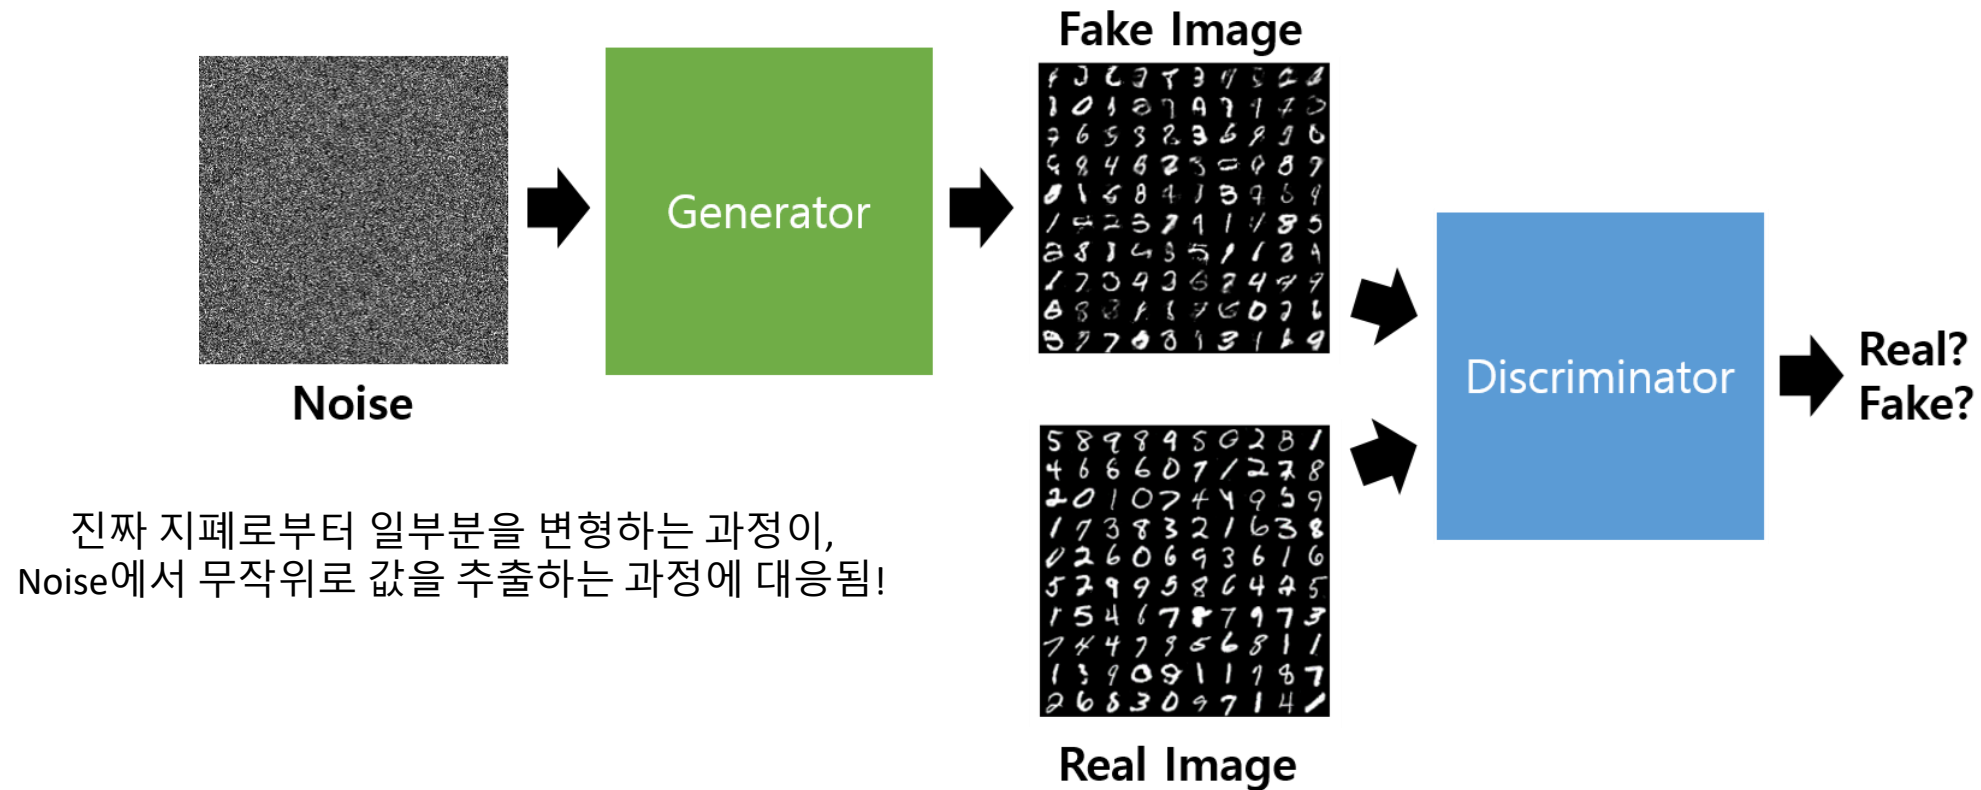 Fake Image
Generator
Noise
Discriminator
Real?
Fake?
진짜 지폐로부터 일부분을 변형하는 과정이,
Noise에서 무작위로 값을 추출하는 과정에 대응됨!
Real Image